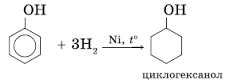 OH OH
+ 3H₂ Ni, t°
циклогексанол